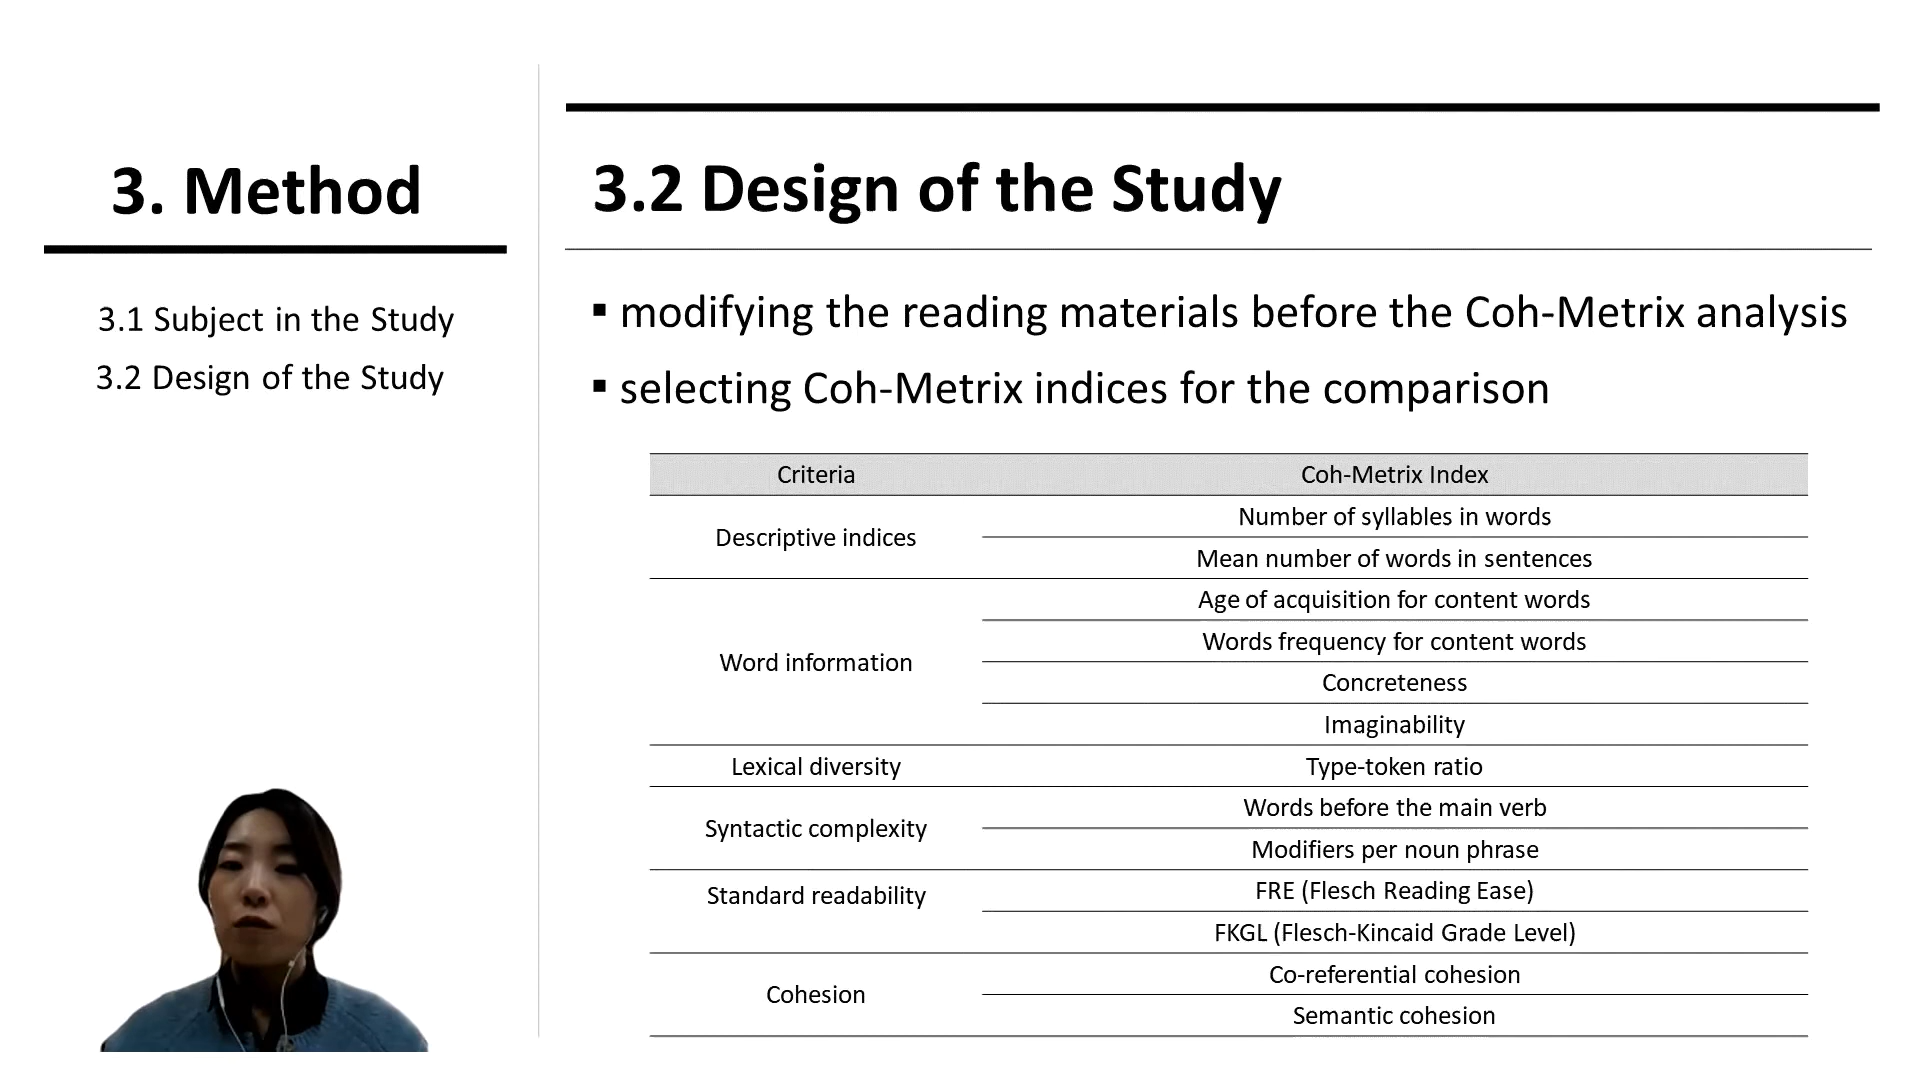 3. Method
3.1 Subject in the Study
3.2 Design of the Study
3.2 Design of the Study
▪ modifying the reading materials before the Coh-Metrix analysis
▪ selecting Coh-Metrix indices for the comparison
Criteria Coh-Metrix Index
Descriptive indices
Number of syllables in words
Mean number of words in sentences
Word information
Age of acquisition for content words
Words frequency for content words
Concreteness
Imaginability
Lexical diversity Type-token ratio
Syntactic complexity
Words before the main verb
Modifiers per noun phrase
Standard readability
FRE (Flesch Reading Ease)
FKGL (Flesch-Kincaid Grade Level)
Cohesion
Co-referential cohesion
Semantic cohesion